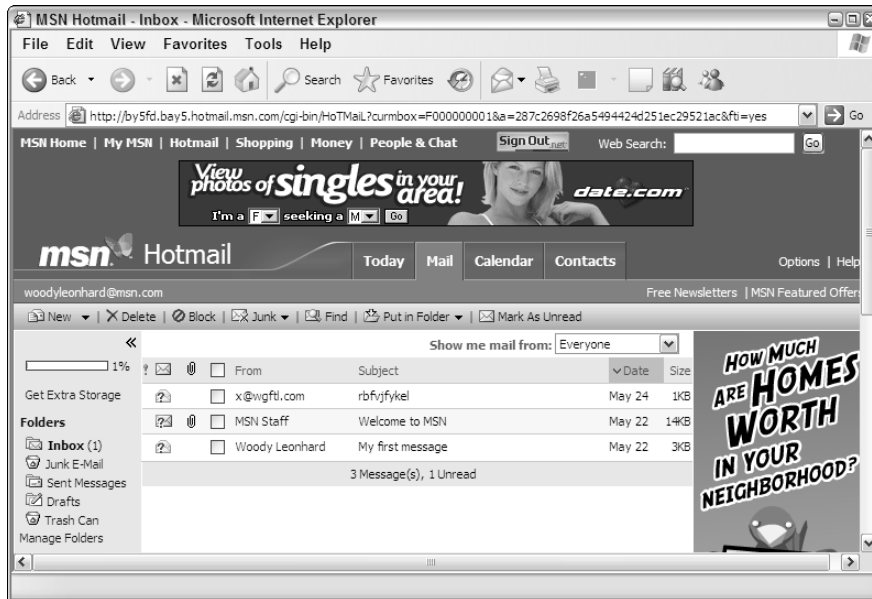 MSN Hotmail - Inbox - Microsoft Internet Explorer
File Edit View Favorites Tools Help
Back Search Favorites
Address http://by5fd.bay5.hotmail.msn.com/cgi-bin/HoTMaiL?curmbox=F000000001&a=287c2698f26a5494424d251ec29521ac&fti=yes Go
MSN Home | My MSN | Hotmail | Shopping | Money | People & Chat Sign Out.net Web Search: Go
View photos of singles in your area! date.com
I'm a F seeking a M Go
msn Hotmail Today Mail Calendar Contacts Options | Help
woodyleonhard@msn.com Free Newsletters | MSN Featured Offers
New | Delete | Block | Junk | Find | Put in Folder | Mark As Unread
« Show me mail from: Everyone
1% ! From Subject Date Size
Get Extra Storage x@wgftl.com rbfvjfykel May 24 1KB
Folders MSN Staff Welcome to MSN May 22 14KB
Inbox (1) Woody Leonhard My first message May 22 3KB
Junk E-Mail
3 Message(s), 1 Unread
Sent Messages
Drafts
Trash Can
Manage Folders
HOW MUCH
ARE HOMES
WORTH
IN YOUR
NEIGHBORHOOD?